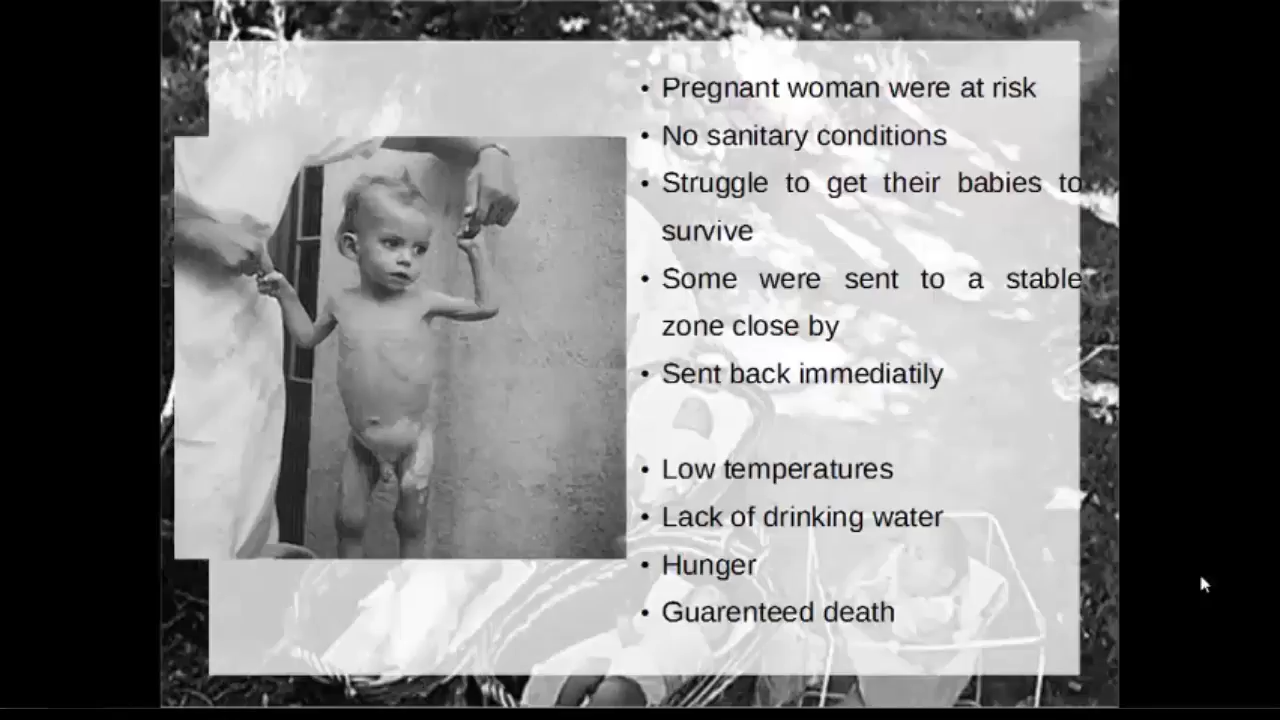 • Pregnant woman were at risk
• No sanitary conditions
• Struggle to get their babies to
survive
• Some were sent to a stable
zone close by
• Sent back immediatily
• Low temperatures
• Lack of drinking water
• Hunger
• Guarenteed death